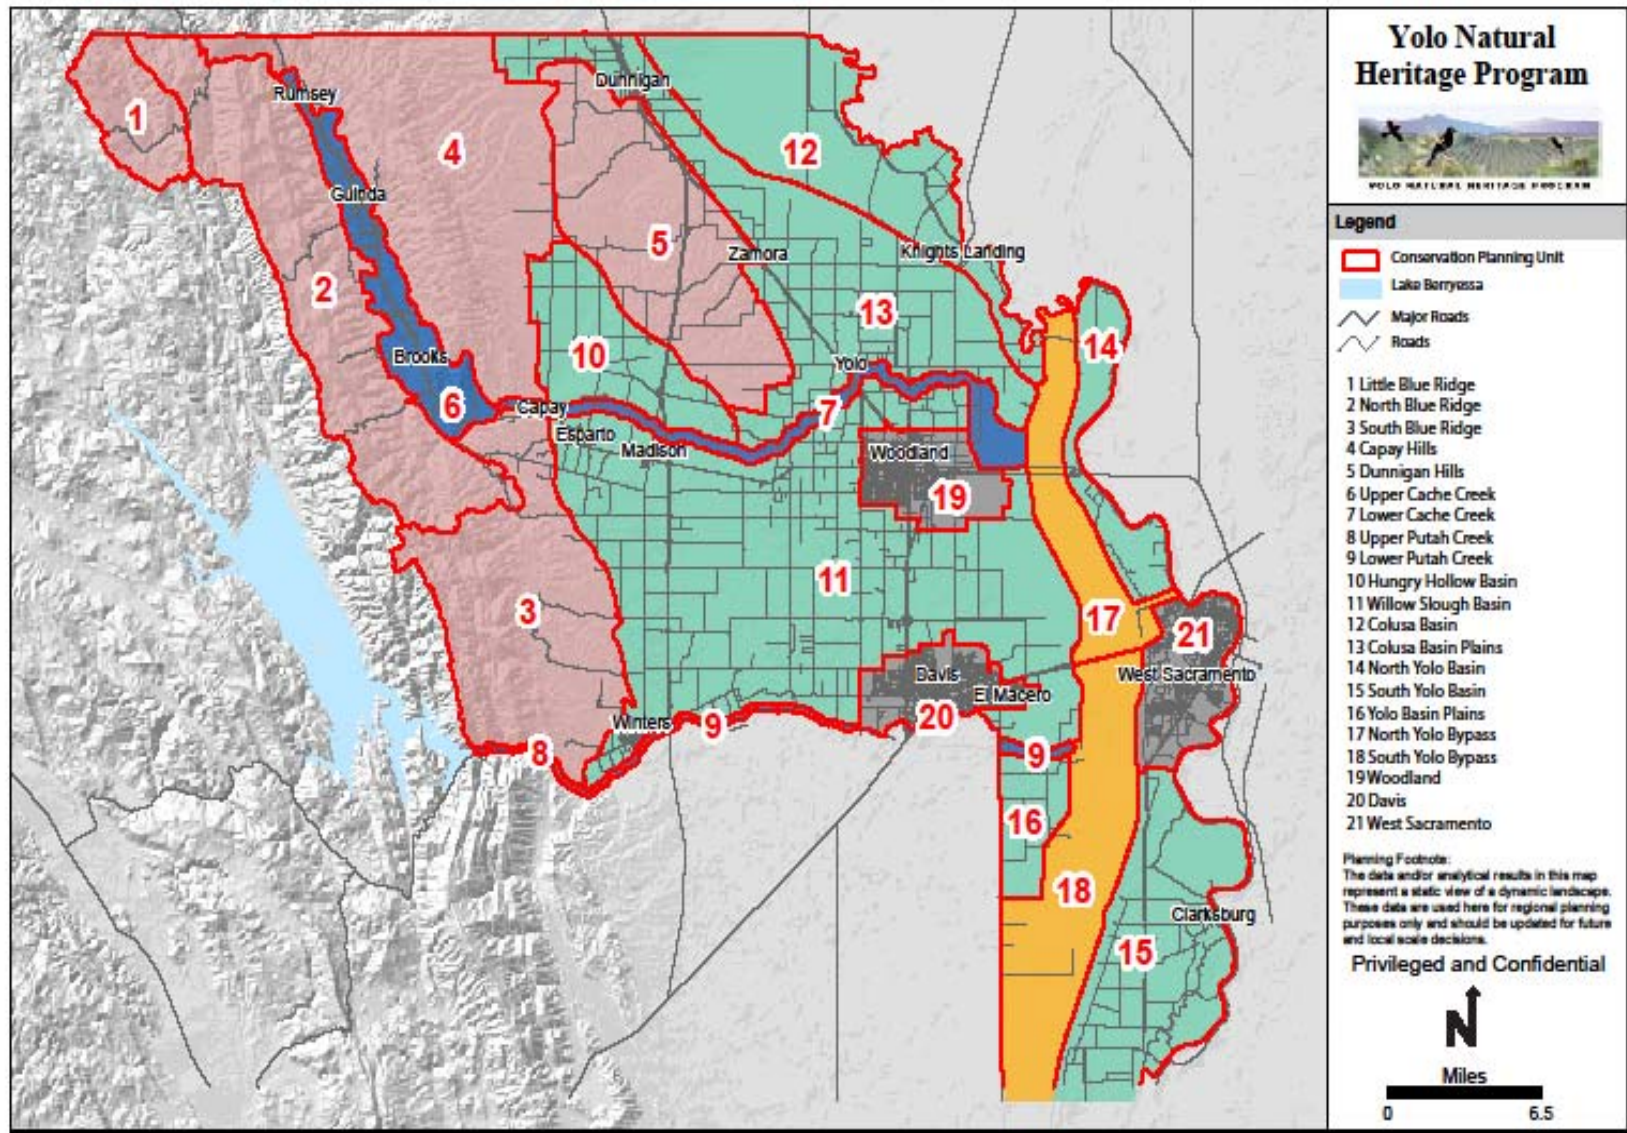 Rumsey
Dunnigan
1
4
12
Guinda
2
5
Zamora
Knights Landing
13
10
14
Brooks
Yolo
6
Capay
7
Esparto
Madison
Woodland
19
11
3
17
21
Davis
West Sacramento
El Macero
Winters
9
20
8
9
16
18
Clarksburg
15
Yolo Natural
Heritage Program
YOLO NATURAL HERITAGE PROGRAM
Legend
Conservation Planning Unit
Lake Berryessa
Major Roads
Roads
1 Little Blue Ridge
2 North Blue Ridge
3 South Blue Ridge
4 Capay Hills
5 Dunnigan Hills
6 Upper Cache Creek
7 Lower Cache Creek
8 Upper Putah Creek
9 Lower Putah Creek
10 Hungry Hollow Basin
11 Willow Slough Basin
12 Colusa Basin
13 Colusa Basin Plains
14 North Yolo Basin
15 South Yolo Basin
16 Yolo Basin Plains
17 North Yolo Bypass
18 South Yolo Bypass
19 Woodland
20 Davis
21 West Sacramento
Planning Footnote:
The data and/or analytical results in this map
represent a static view of a dynamic landscape.
These data are used here for regional planning
purposes only and should be updated for future
and local scale decisions.
Privileged and Confidential
N
Miles
0 6.5